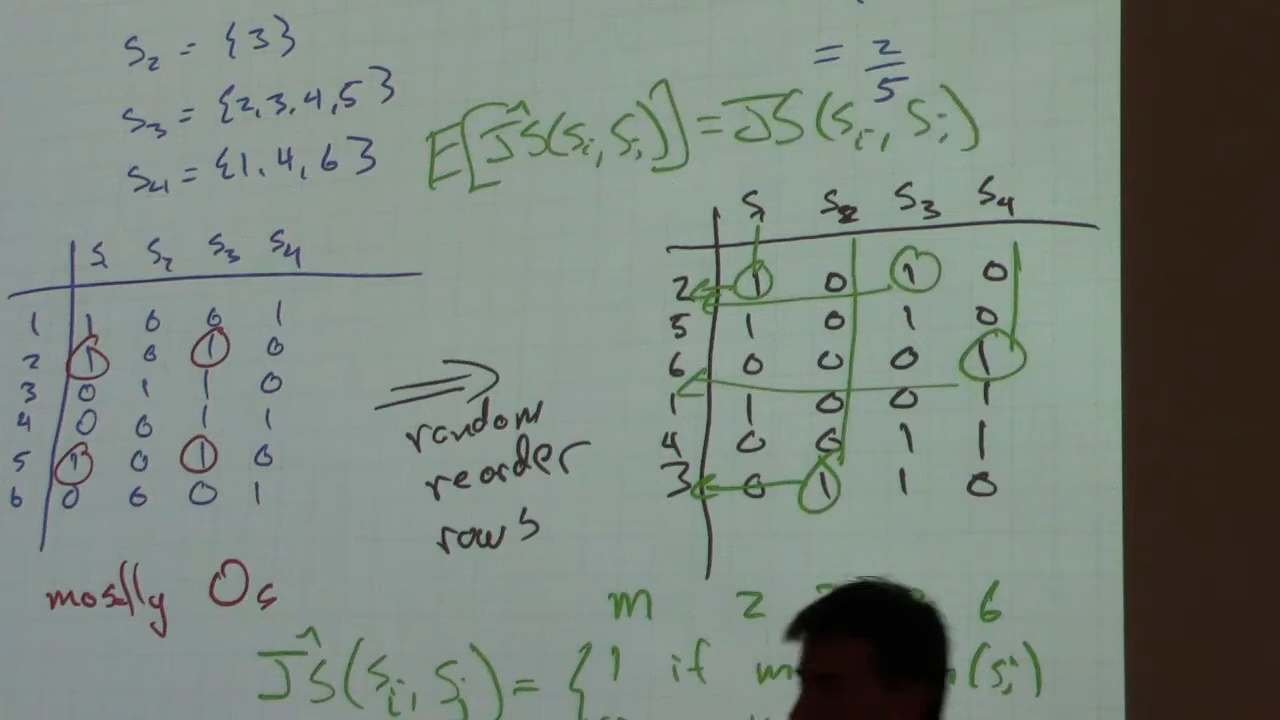 S₂ = {3}
S₃ = {2,3,4,5}
S₄ = {1,4,6}
= 2/5
E[ĴS(Sᵢ, Sⱼ)] = JS(Sᵢ, Sⱼ)
S₁ S₂ S₃ S₄
1 1 0 0 1
2 1 0 1 0
3 0 1 1 0
4 0 0 1 1
5 1 0 1 0
6 0 0 0 1
mostly 0s
⇒
random
reorder
rows
S₁ S₂ S₃ S₄
2 1 0 1 0
5 1 0 1 0
6 0 0 0 1
1 1 0 0 1
4 0 0 1 1
3 0 1 1 0
m 2 6
ĴS(Sᵢ, Sⱼ) = { 1 if m (Sⱼ)